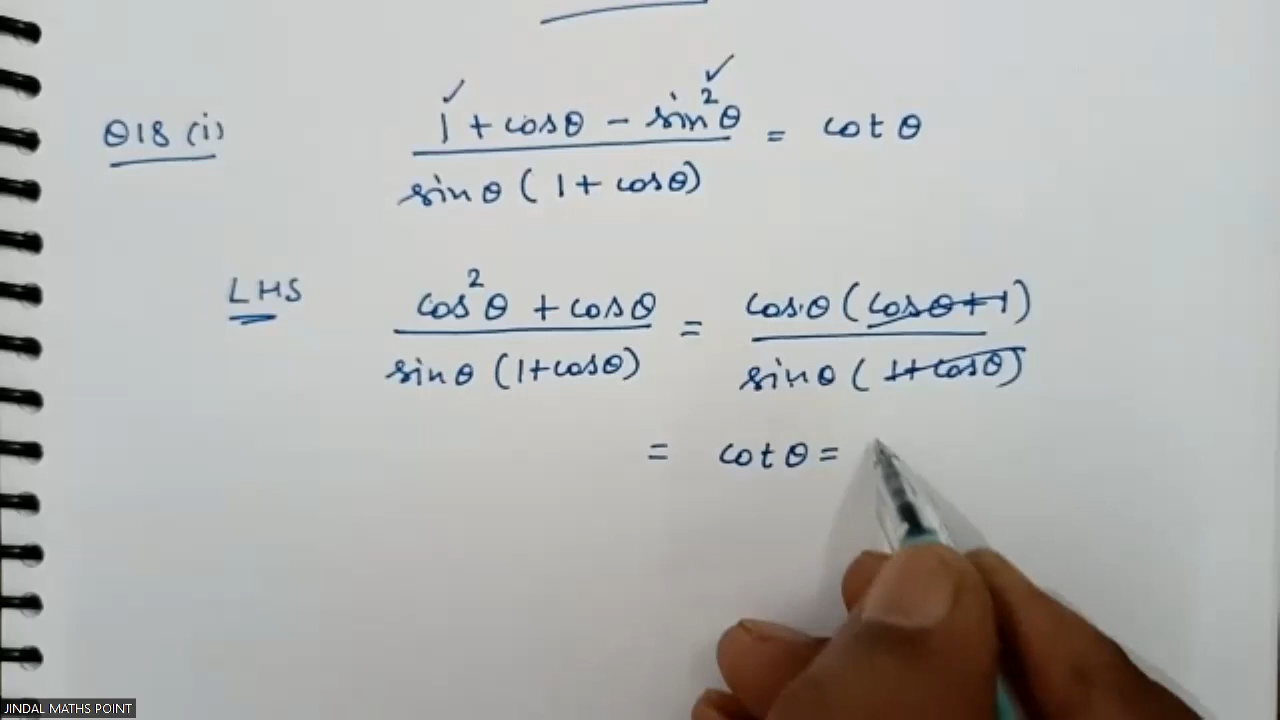 Q18 (i)
1 + cosθ - sin²θ / sinθ (1 + cosθ) = cot θ
LHS
cos²θ + cosθ / sinθ (1+cosθ) = cosθ (cosθ+1) / sinθ (1+cosθ)
= cot θ =
JINDAL MATHS POINT